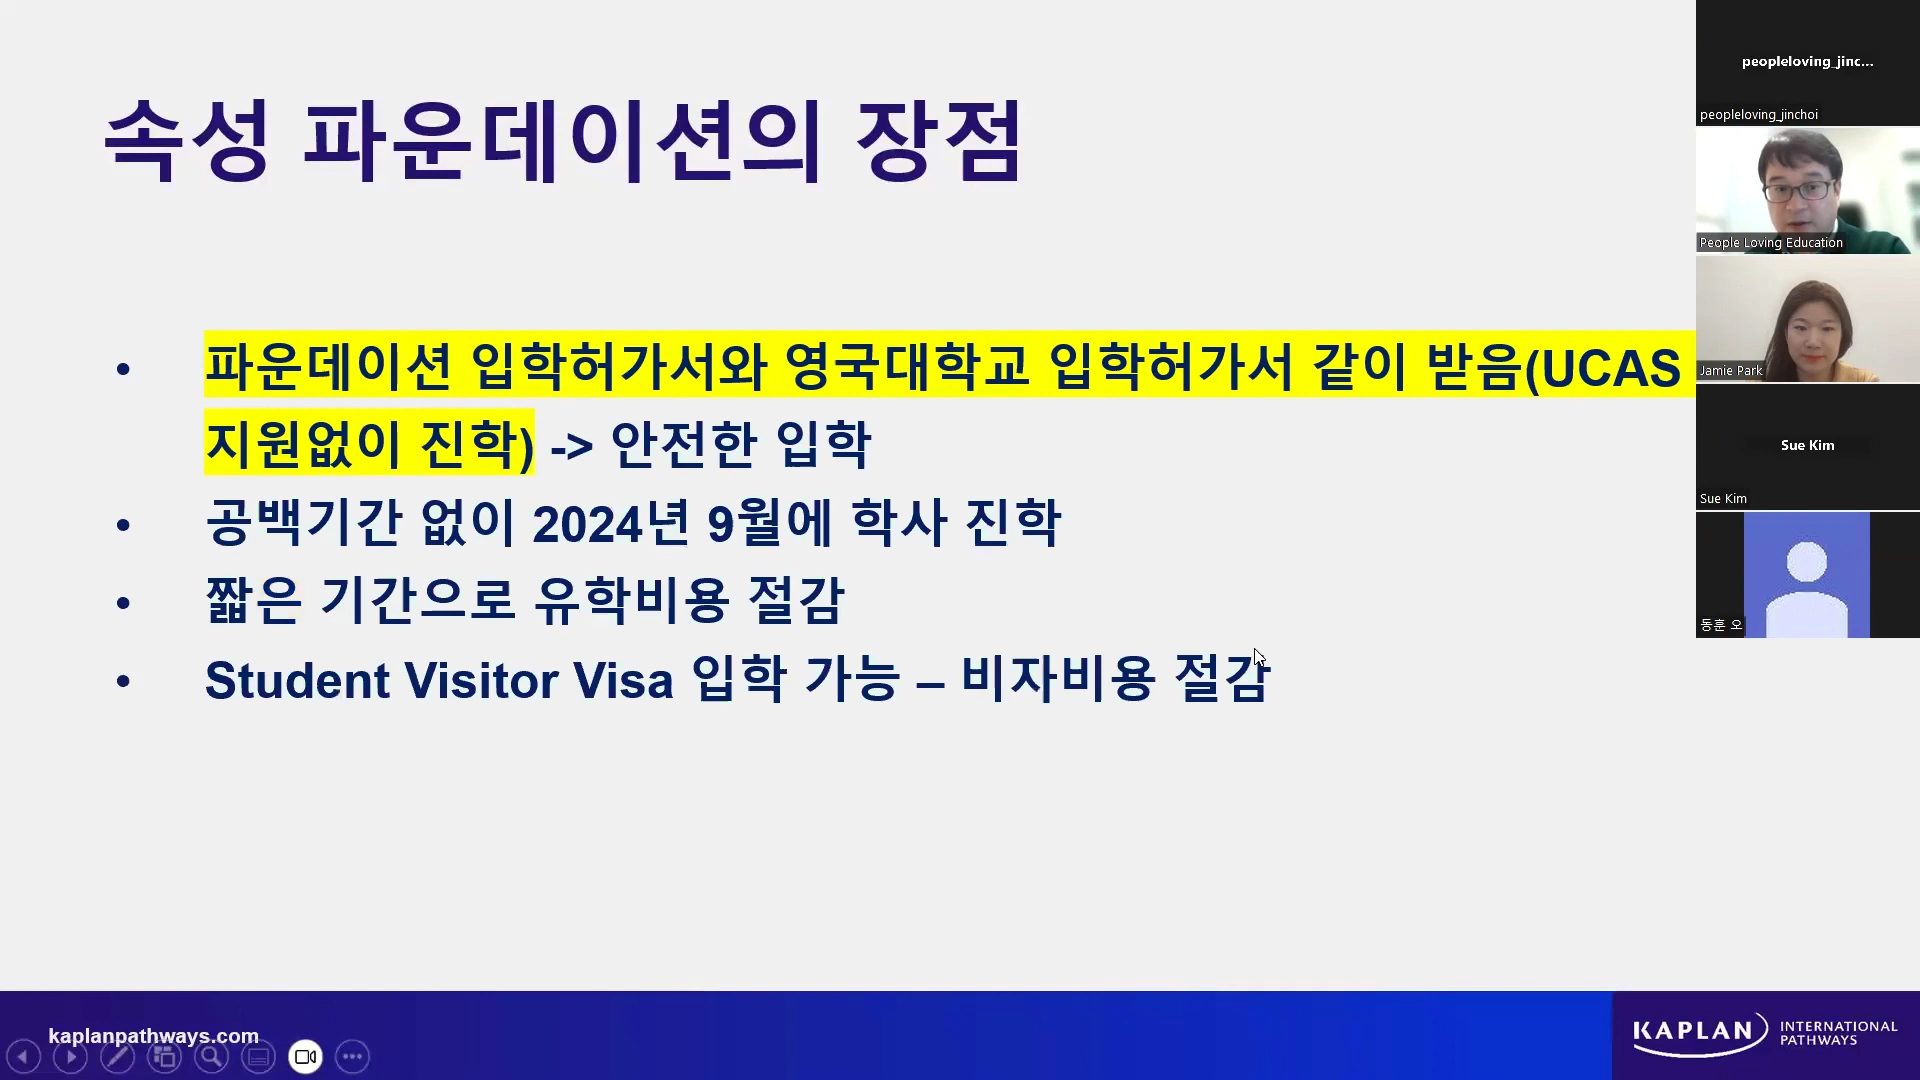 속성 파운데이션의 장점
• 파운데이션 입학허가서와 영국대학교 입학허가서 같이 받음(UCAS
지원없이 진학) -> 안전한 입학
• 공백기간 없이 2024년 9월에 학사 진학
• 짧은 기간으로 유학비용 절감
• Student Visitor Visa 입학 가능 – 비자비용 절감
peopleloving_jinc...
peopleloving_jinchoi
People Loving Education
Jamie Park
Sue Kim
Sue Kim
동훈 오
kaplanpathways.com
KAPLAN
INTERNATIONAL
PATHWAYS